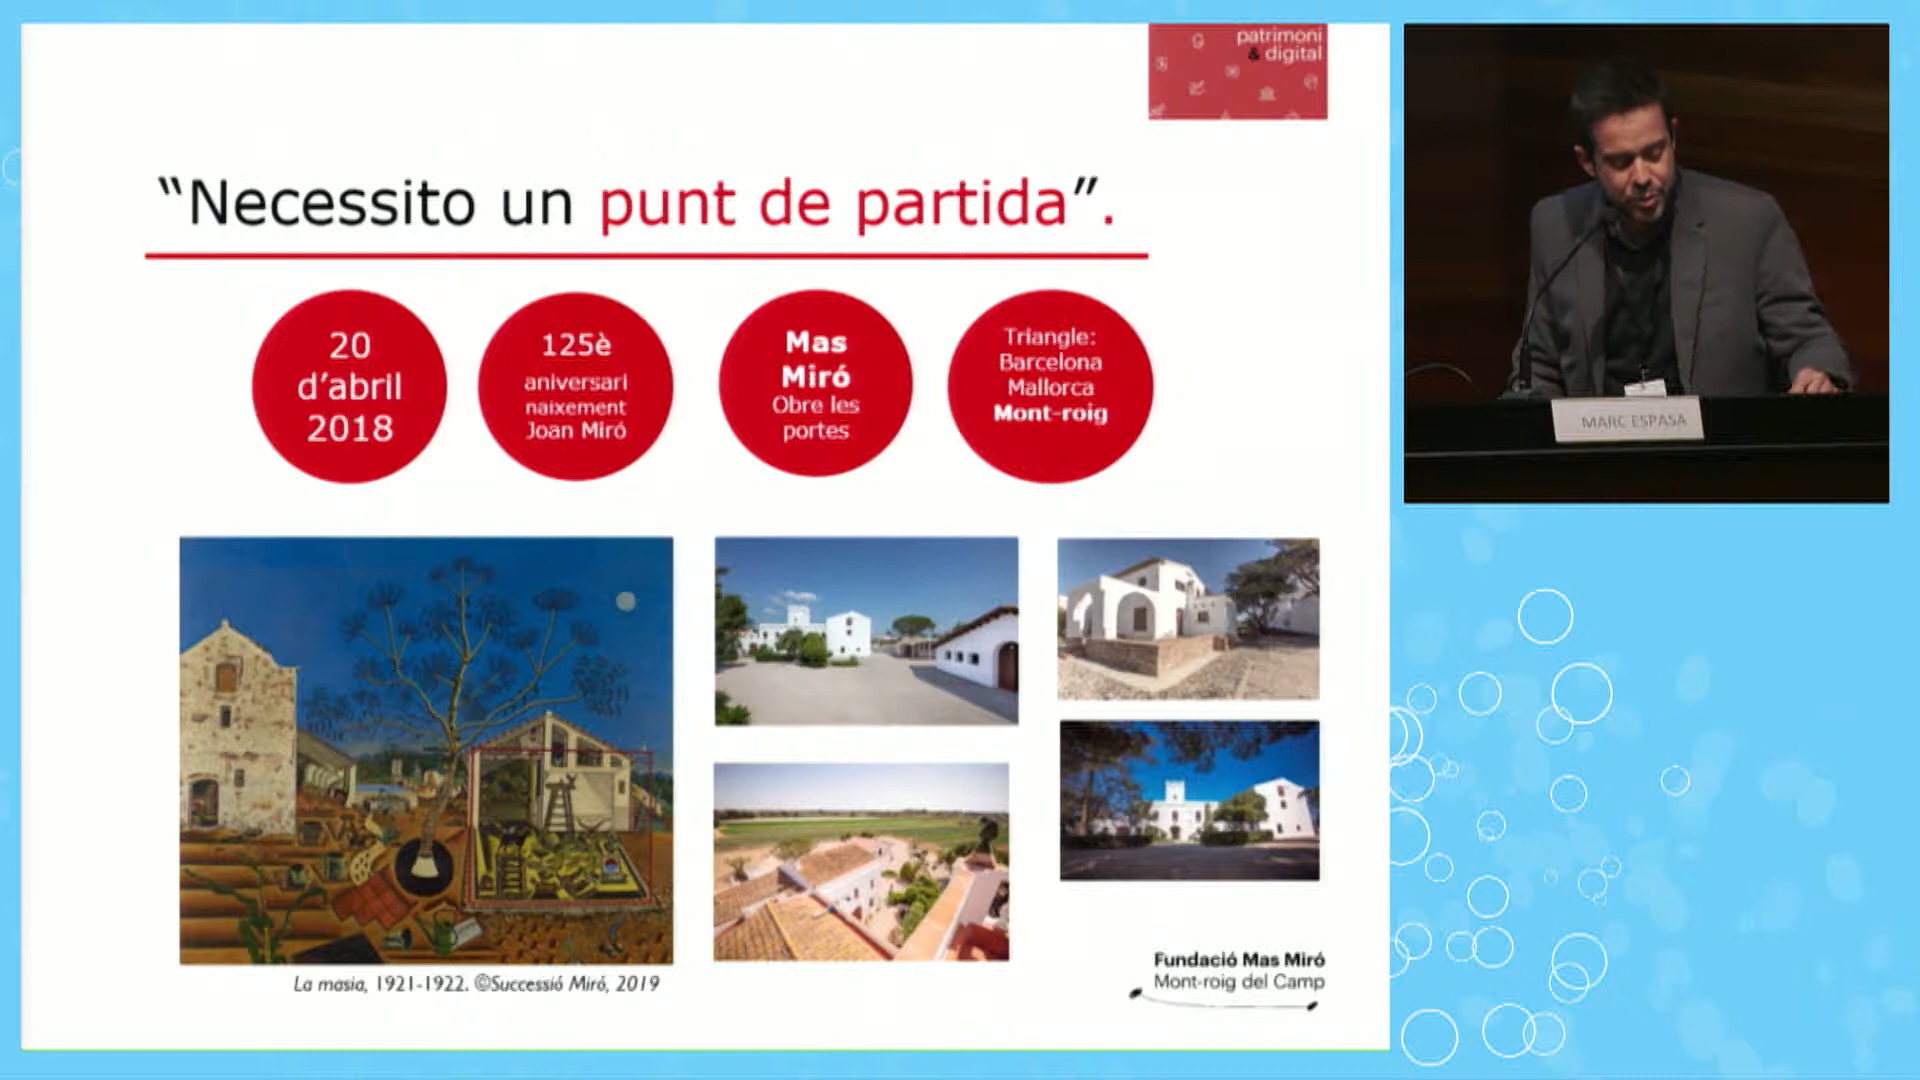 patrimoni
& digital
“Necessito un punt de partida”.
20
d’abril
2018
125è
aniversari
naixement
Joan Miró
Mas
Miró
Obre les
portes
Triangle:
Barcelona
Mallorca
Mont-roig
MARC ESPASA
La masia, 1921-1922. ©Successió Miró, 2019
Fundació Mas Miró
Mont-roig del Camp